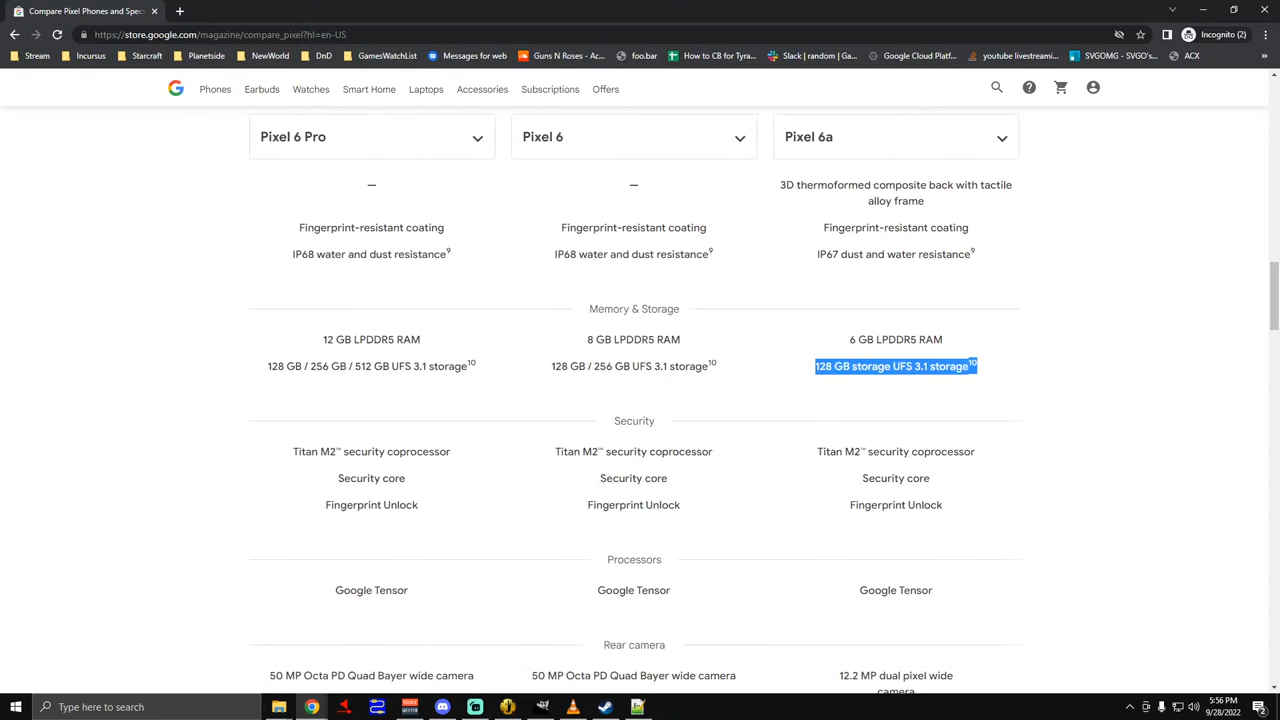 Compare Pixel Phones and Spec
https://store.google.com/magazine/compare_pixel?hl=en-US
Incognito (2)
Stream Incursus Starcraft Planetside NewWorld DnD GamesWatchList Messages for web Guns N Roses - Ac... foo.bar How to CB for Tyra... Slack | random | Ga... Google Cloud Platfo... youtube livestreami... SVGOMG - SVGO's... ACX »
Phones Earbuds Watches Smart Home Laptops Accessories Subscriptions Offers
Pixel 6 Pro Pixel 6 Pixel 6a
— — 3D thermoformed composite back with tactile
alloy frame
Fingerprint-resistant coating Fingerprint-resistant coating Fingerprint-resistant coating
IP68 water and dust resistance9 IP68 water and dust resistance9 IP67 dust and water resistance9
Memory & Storage
12 GB LPDDR5 RAM 8 GB LPDDR5 RAM 6 GB LPDDR5 RAM
128 GB / 256 GB / 512 GB UFS 3.1 storage10 128 GB / 256 GB UFS 3.1 storage10 128 GB storage UFS 3.1 storage10
Security
Titan M2™ security coprocessor Titan M2™ security coprocessor Titan M2™ security coprocessor
Security core Security core Security core
Fingerprint Unlock Fingerprint Unlock Fingerprint Unlock
Processors
Google Tensor Google Tensor Google Tensor
Rear camera
50 MP Octa PD Quad Bayer wide camera 50 MP Octa PD Quad Bayer wide camera 12.2 MP dual pixel wide
camera
Type here to search
5:56 PM
9/28/2022